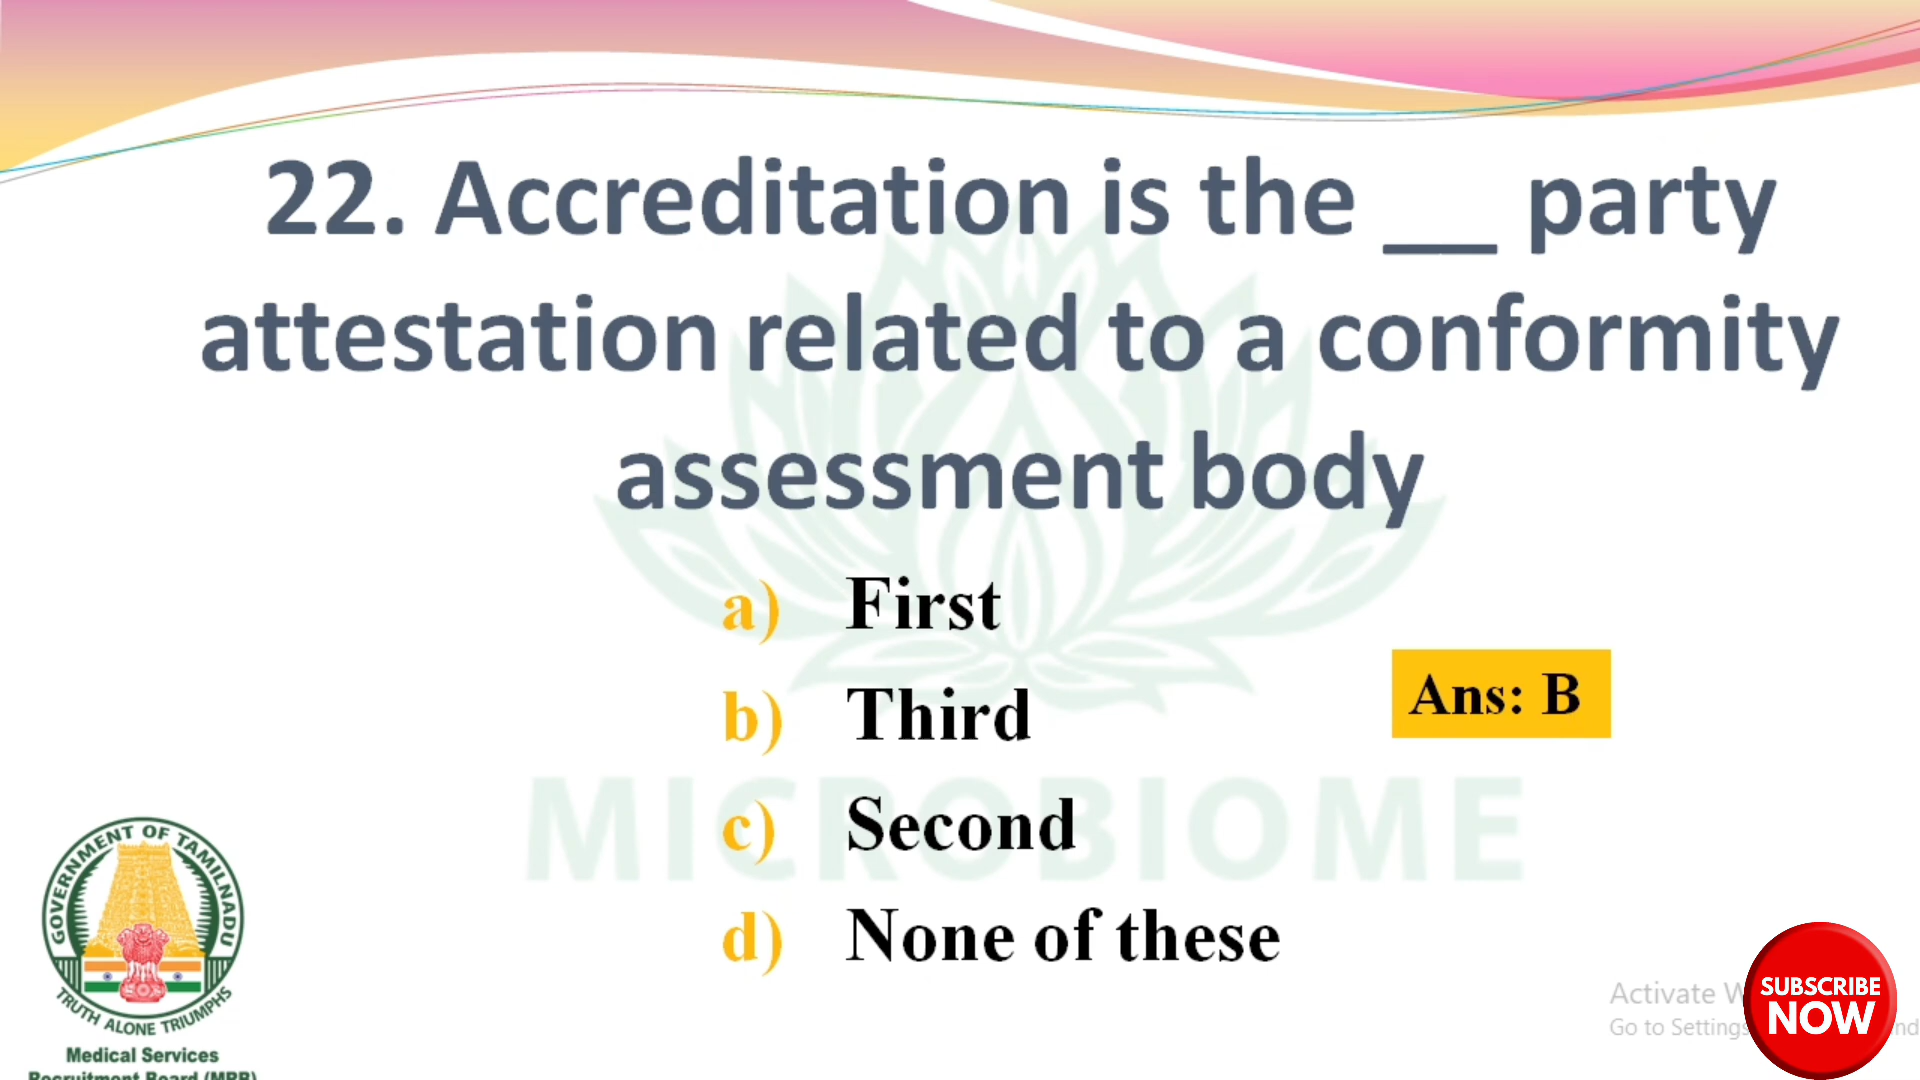 22. Accreditation is the __ party
attestation related to a conformity
assessment body
a) First
b) Third
Ans: B
c) Second
d) None of these
MICROBIOME
GOVERNMENT OF TAMILNADU
TRUTH ALONE TRIUMPHS
Medical Services
Recruitment Board (MRB)
Activate
Go to Settings
SUBSCRIBE
NOW